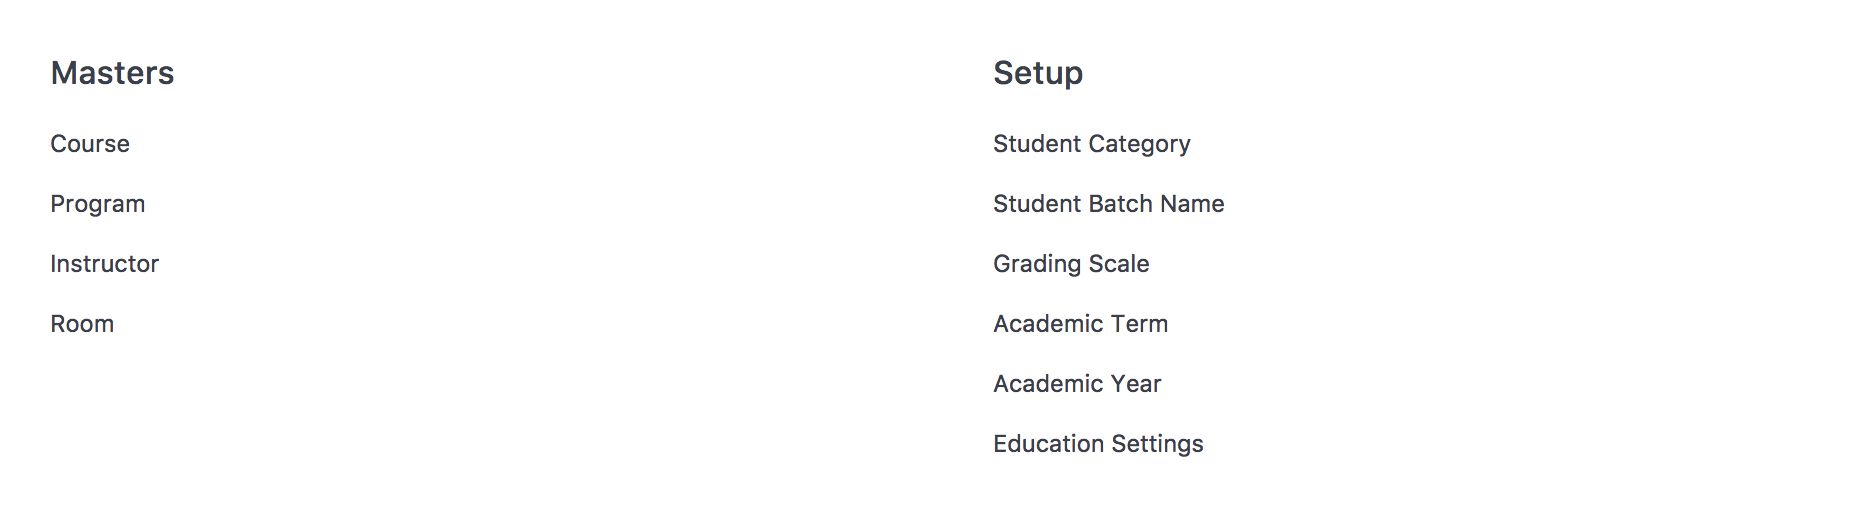 Masters
Course
Program
Instructor
Room
Setup
Student Category
Student Batch Name
Grading Scale
Academic Term
Academic Year
Education Settings